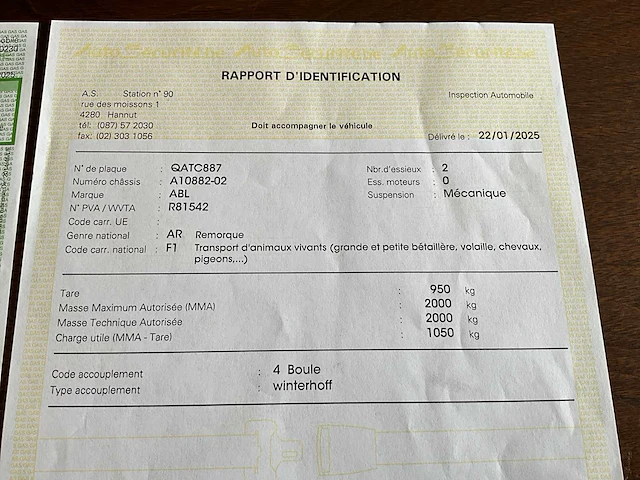 Auto Sécurité Auto Sécurité Auto Sécurité
RAPPORT D'IDENTIFICATION
A.S. Station n° 90
rue des moissons 1
4280 Hannut
tél: (087) 57 2030
fax: (02) 303 1056
Inspection Automobile
Doit accompagner le véhicule
Délivré le : 22/01/2025
N° de plaque : QATC887
Numéro châssis : A10882-02
Marque : ABL
N° PVA / WVTA : R81542
Code carr. UE :
Genre national : AR Remorque
Code carr. national : F1 Transport d'animaux vivants (grande et petite bétaillère, volaille, chevaux,
pigeons,...)
Nbr.d'essieux : 2
Ess. moteurs : 0
Suspension : Mécanique
Tare : 950 kg
Masse Maximum Autorisée (MMA) : 2000 kg
Masse Technique Autorisée : 2000 kg
Charge utile (MMA - Tare) : 1050 kg
Code accouplement : 4 Boule
Type accouplement : winterhoff